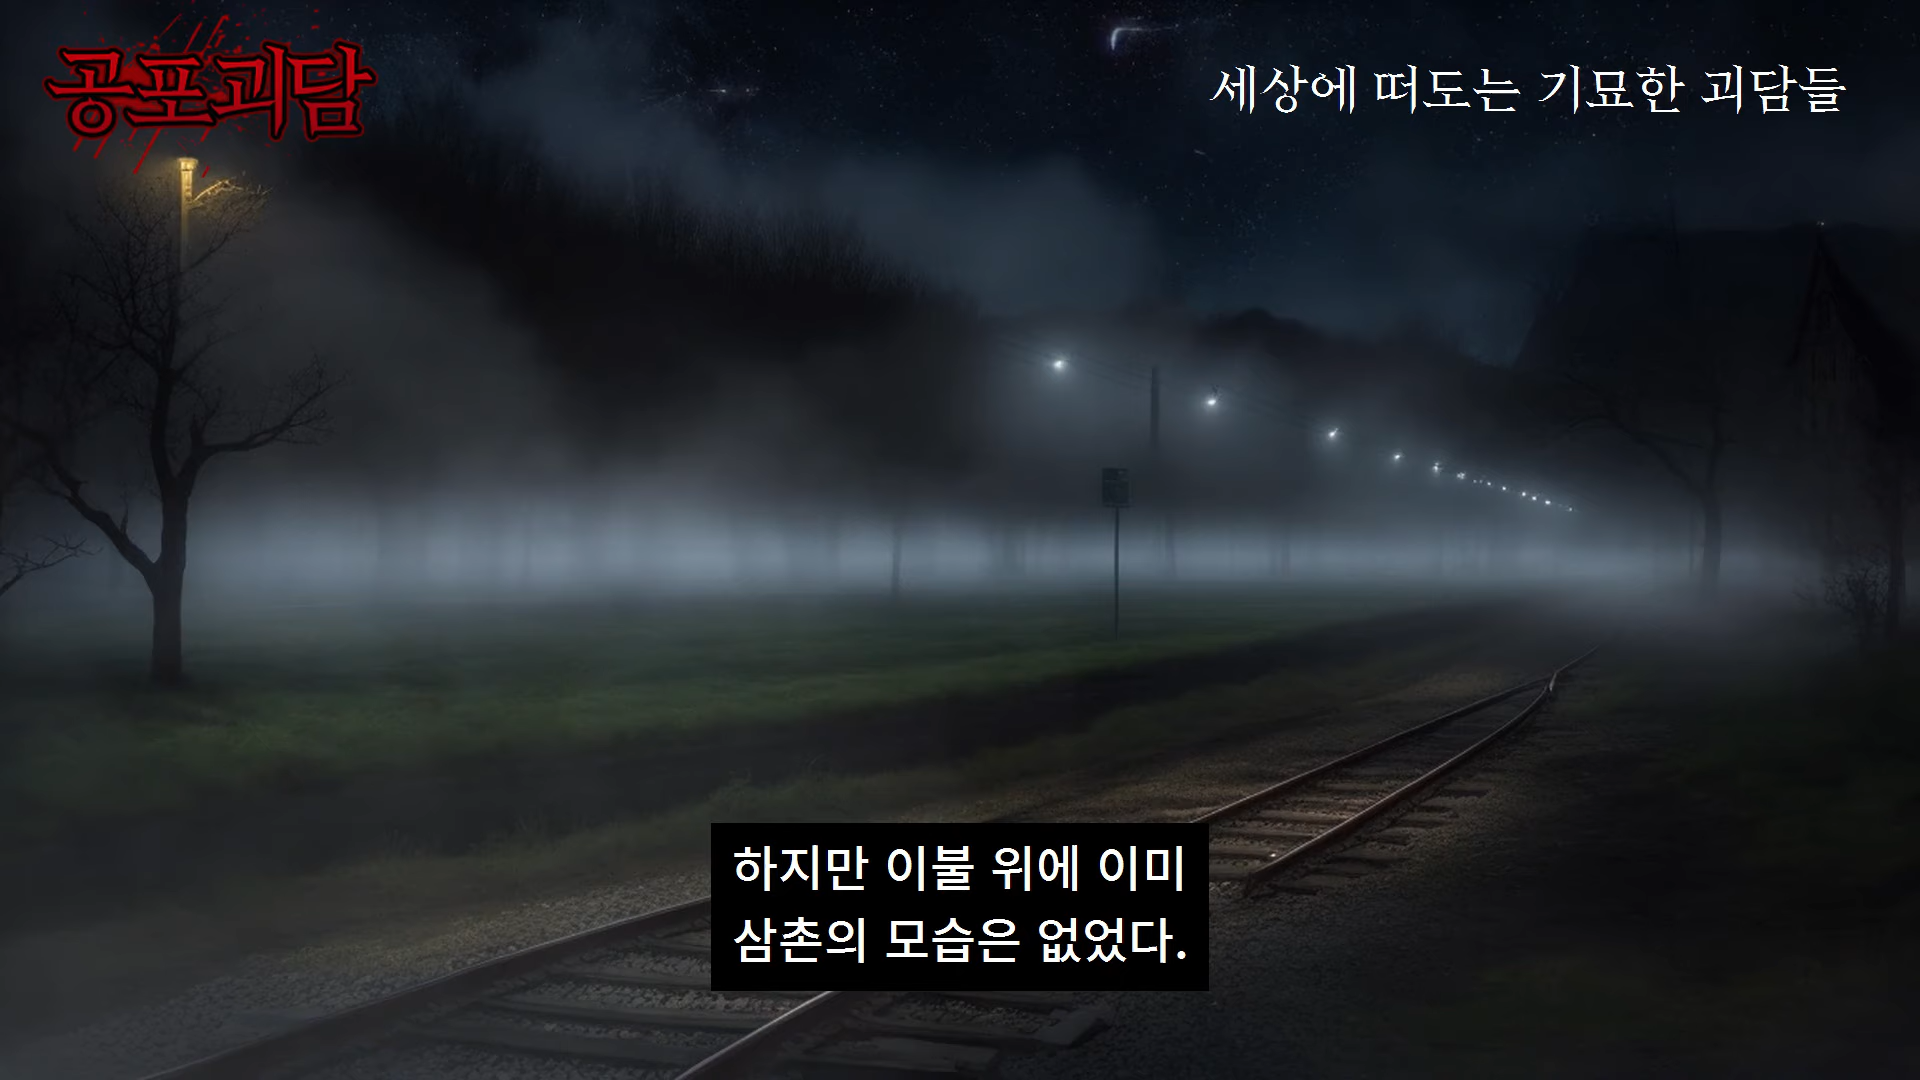 공포괴담
세상에 떠도는 기묘한 괴담들
하지만 이불 위에 이미
삼촌의 모습은 없었다.